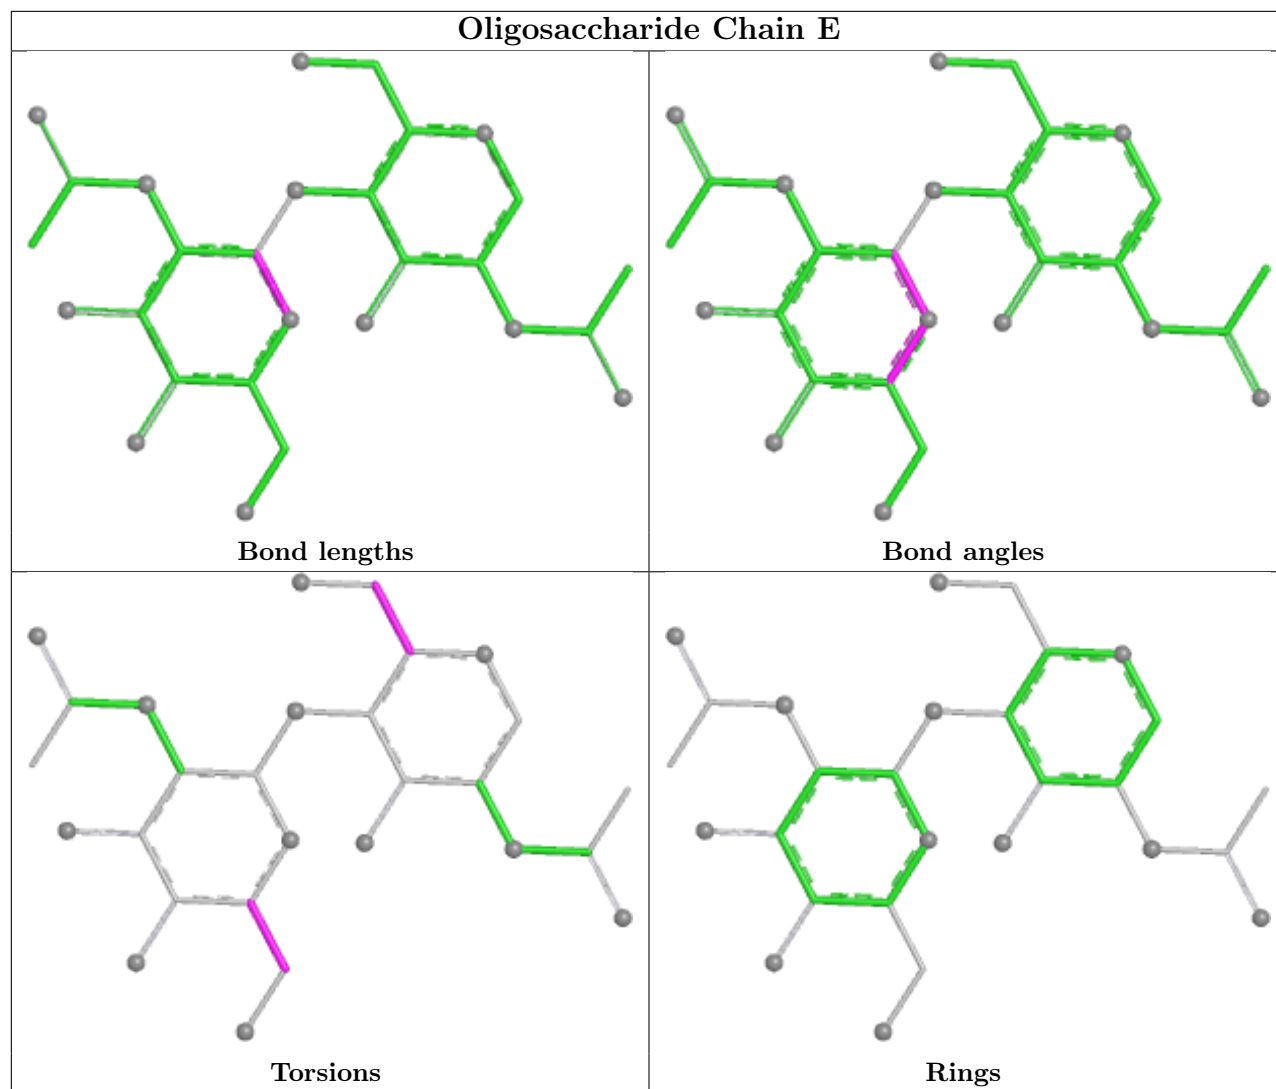 Oligosaccharide Chain E
Bond lengths
Bond angles
Torsions
Rings